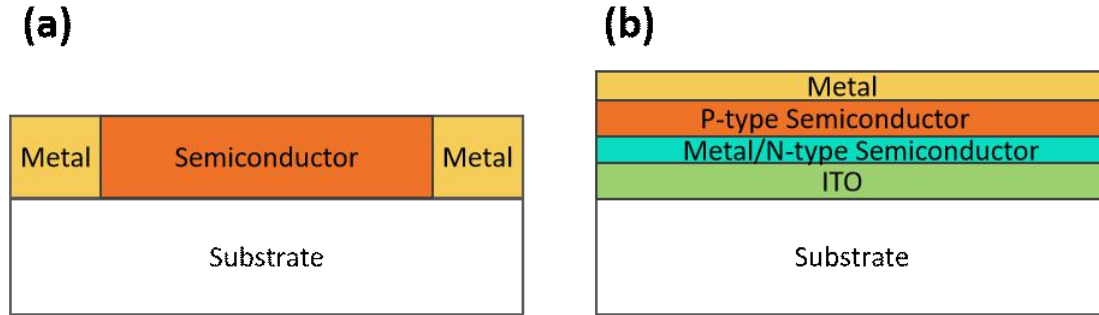 (a)
Metal Semiconductor Metal
Substrate
(b)
Metal
P-type Semiconductor
Metal/N-type Semiconductor
ITO
Substrate